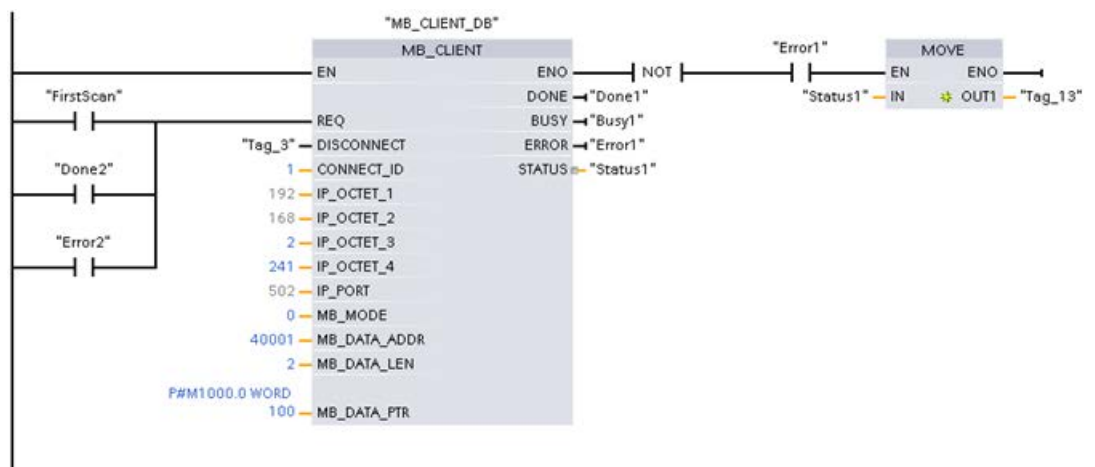 "MB_CLIENT_DB"
MB_CLIENT
"Error1"
MOVE
EN ENO
NOT
EN ENO
"FirstScan"
DONE "Done1"
"Status1" IN OUT1 "Tag_13"
REQ BUSY "Busy1"
"Tag_3" DISCONNECT ERROR "Error1"
"Done2"
1 CONNECT_ID STATUS "Status1"
192 IP_OCTET_1
168 IP_OCTET_2
"Error2"
2 IP_OCTET_3
241 IP_OCTET_4
502 IP_PORT
0 MB_MODE
40001 MB_DATA_ADDR
2 MB_DATA_LEN
P#M1000.0 WORD
100 MB_DATA_PTR